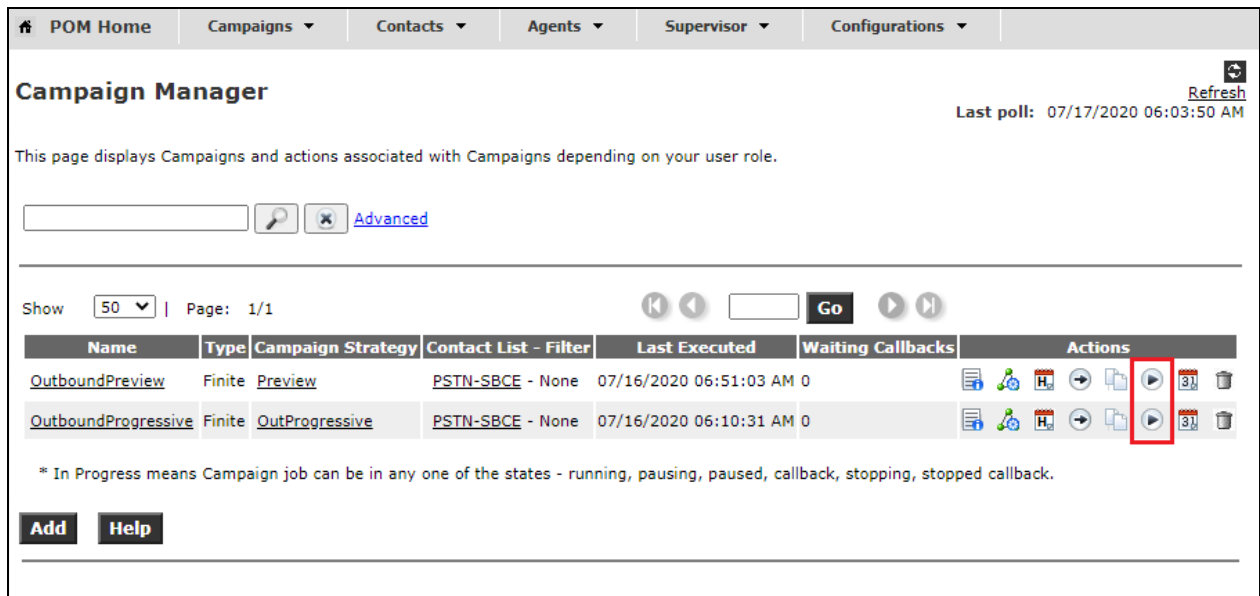 POM Home Campaigns Contacts Agents Supervisor Configurations
Campaign Manager
Refresh
Last poll: 07/17/2020 06:03:50 AM
This page displays Campaigns and actions associated with Campaigns depending on your user role.
Advanced
Show 50 | Page: 1/1 Go
Name Type Campaign Strategy Contact List - Filter Last Executed Waiting Callbacks Actions
OutboundPreview Finite Preview PSTN-SBCE - None 07/16/2020 06:51:03 AM 0 H 31
OutboundProgressive Finite OutProgressive PSTN-SBCE - None 07/16/2020 06:10:31 AM 0 H 31
* In Progress means Campaign job can be in any one of the states - running, pausing, paused, callback, stopping, stopped callback.
Add Help